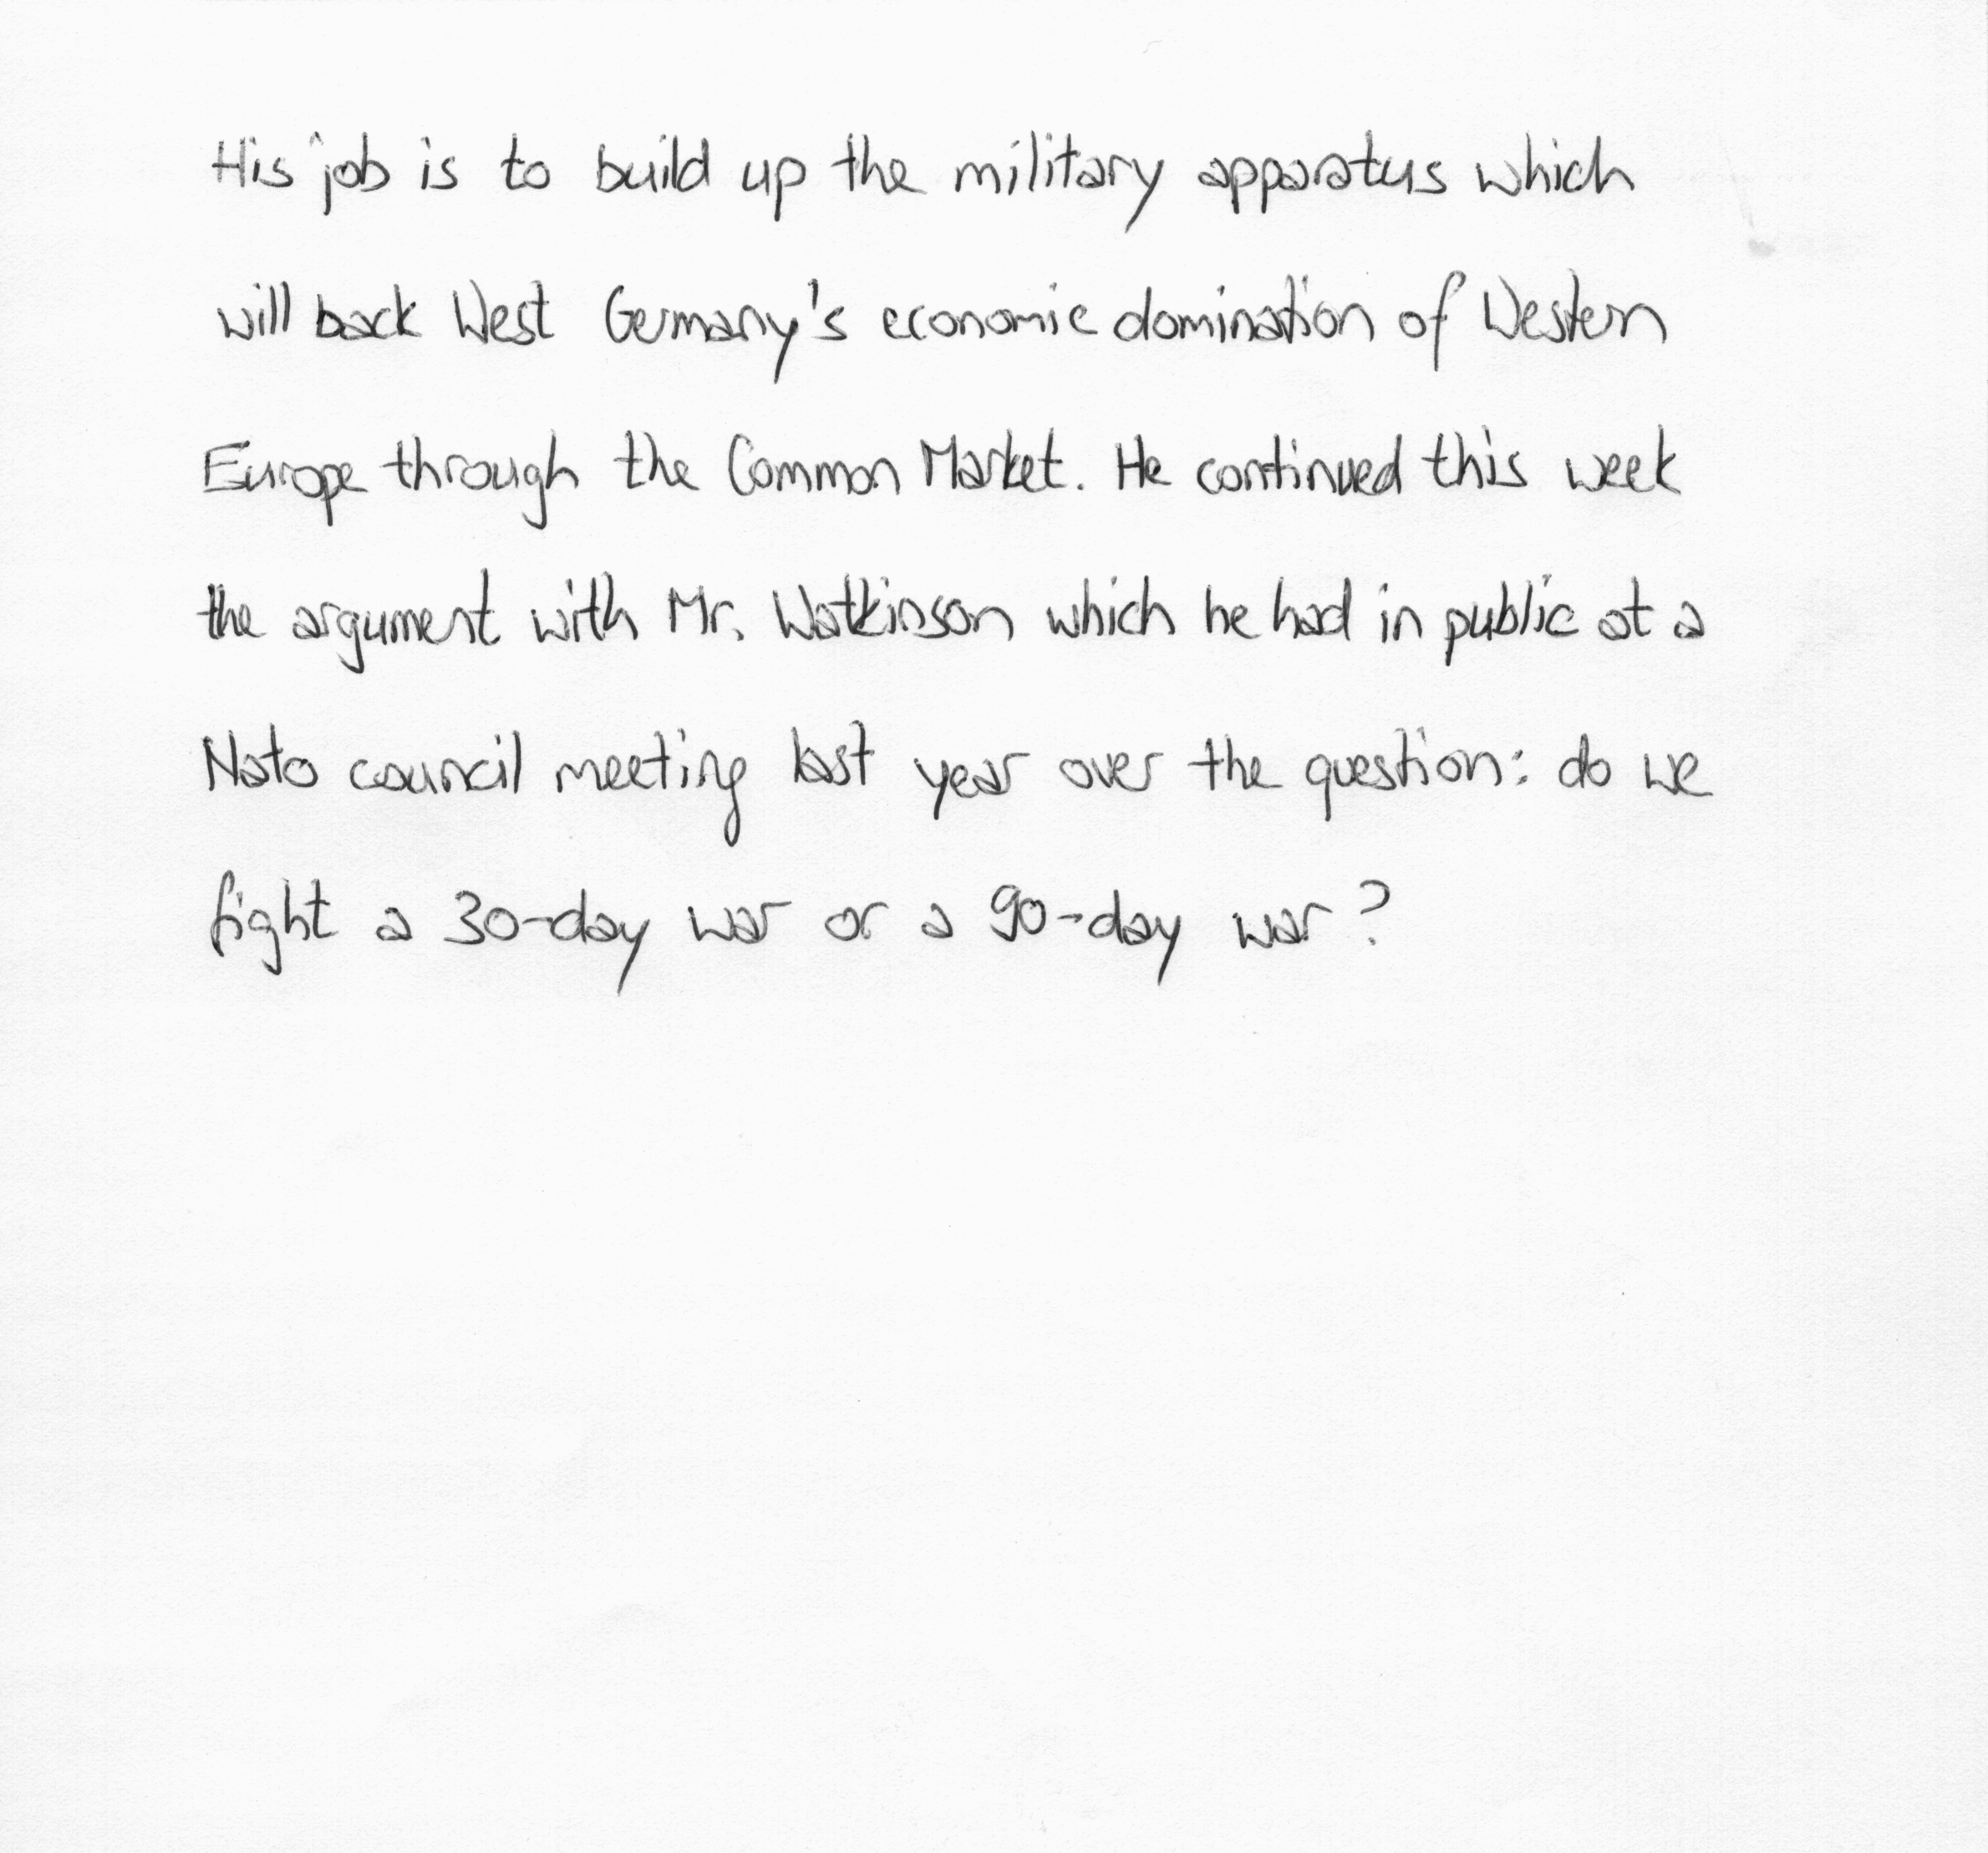 His job is to build up the military apparatus which
will back West Germany's economic domination of Western
Europe through the Common Market. He continued this week
the argument with Mr. Watkinson which he had in public at a
Nato council meeting last year over the question: do we
fight a 30-day war or a 90-day war?